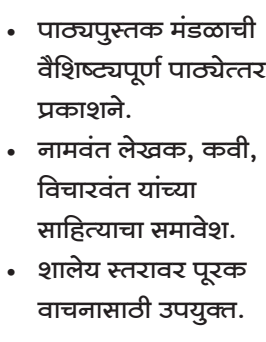 • पाठ्यपुस्तक मंडळाची
वैशिष्ट्यपूर्ण पाठ्येत्तर
प्रकाशने.
• नामवंत लेखक, कवी,
विचारवंत यांच्या
साहित्याचा समावेश.
• शालेय स्तरावर पूरक
वाचनासाठी उपयुक्त.